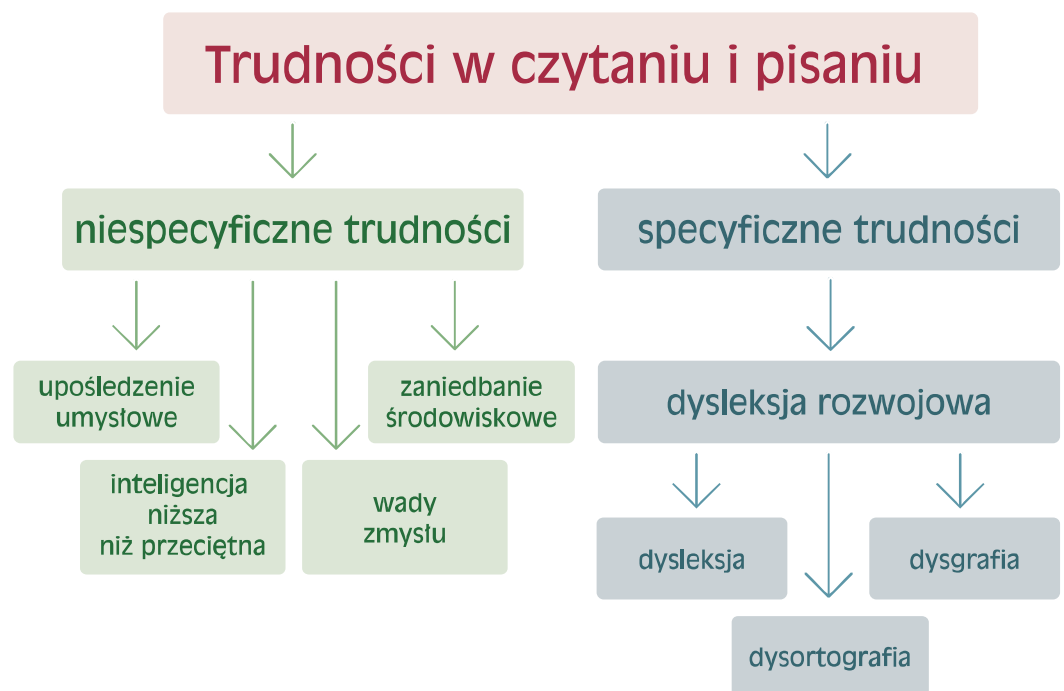 Trudności w czytaniu i pisaniu
niespecyficzne trudności
specyficzne trudności
upośledzenie
umysłowe
zaniedbanie
środowiskowe
inteligencja
niższa
niż przeciętna
wady
zmysłu
dysleksja rozwojowa
dysleksja
dysgrafia
dysortografia